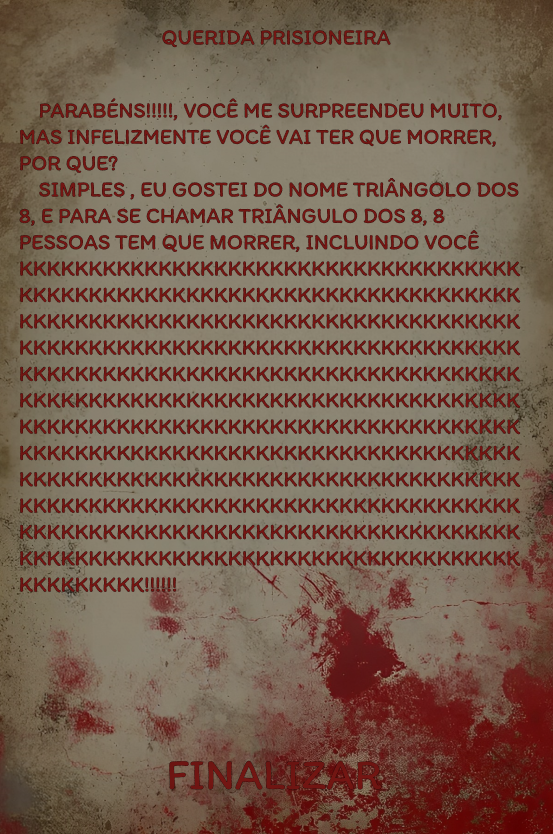 QUERIDA PRISIONEIRA
PARABÉNS!!!!!, VOCÊ ME SURPREENDEU MUITO,
MAS INFELIZMENTE VOCÊ VAI TER QUE MORRER,
POR QUE?
SIMPLES , EU GOSTEI DO NOME TRIÂNGOLO DOS
8, E PARA SE CHAMAR TRIÂNGULO DOS 8, 8
PESSOAS TEM QUE MORRER, INCLUINDO VOCÊ
KKKKKKKKKKKKKKKKKKKKKKKKKKKKKKKKKKKK
KKKKKKKKKKKKKKKKKKKKKKKKKKKKKKKKKKKK
KKKKKKKKKKKKKKKKKKKKKKKKKKKKKKKKKKKK
KKKKKKKKKKKKKKKKKKKKKKKKKKKKKKKKKKKK
KKKKKKKKKKKKKKKKKKKKKKKKKKKKKKKKKKKK
KKKKKKKKKKKKKKKKKKKKKKKKKKKKKKKKKKKK
KKKKKKKKKKKKKKKKKKKKKKKKKKKKKKKKKKKK
KKKKKKKKKKKKKKKKKKKKKKKKKKKKKKKKKKKK
KKKKKKKKKKKKKKKKKKKKKKKKKKKKKKKKKKKK
KKKKKKKKKKKKKKKKKKKKKKKKKKKKKKKKKKKK
KKKKKKKKKKKKKKKKKKKKKKKKKKKKKKKKKKKK
KKKKKKKKKKKKKKKKKKKKKKKKKKKKKKKKKKKK
KKKKKKKKK!!!!!!
FINALIZAR